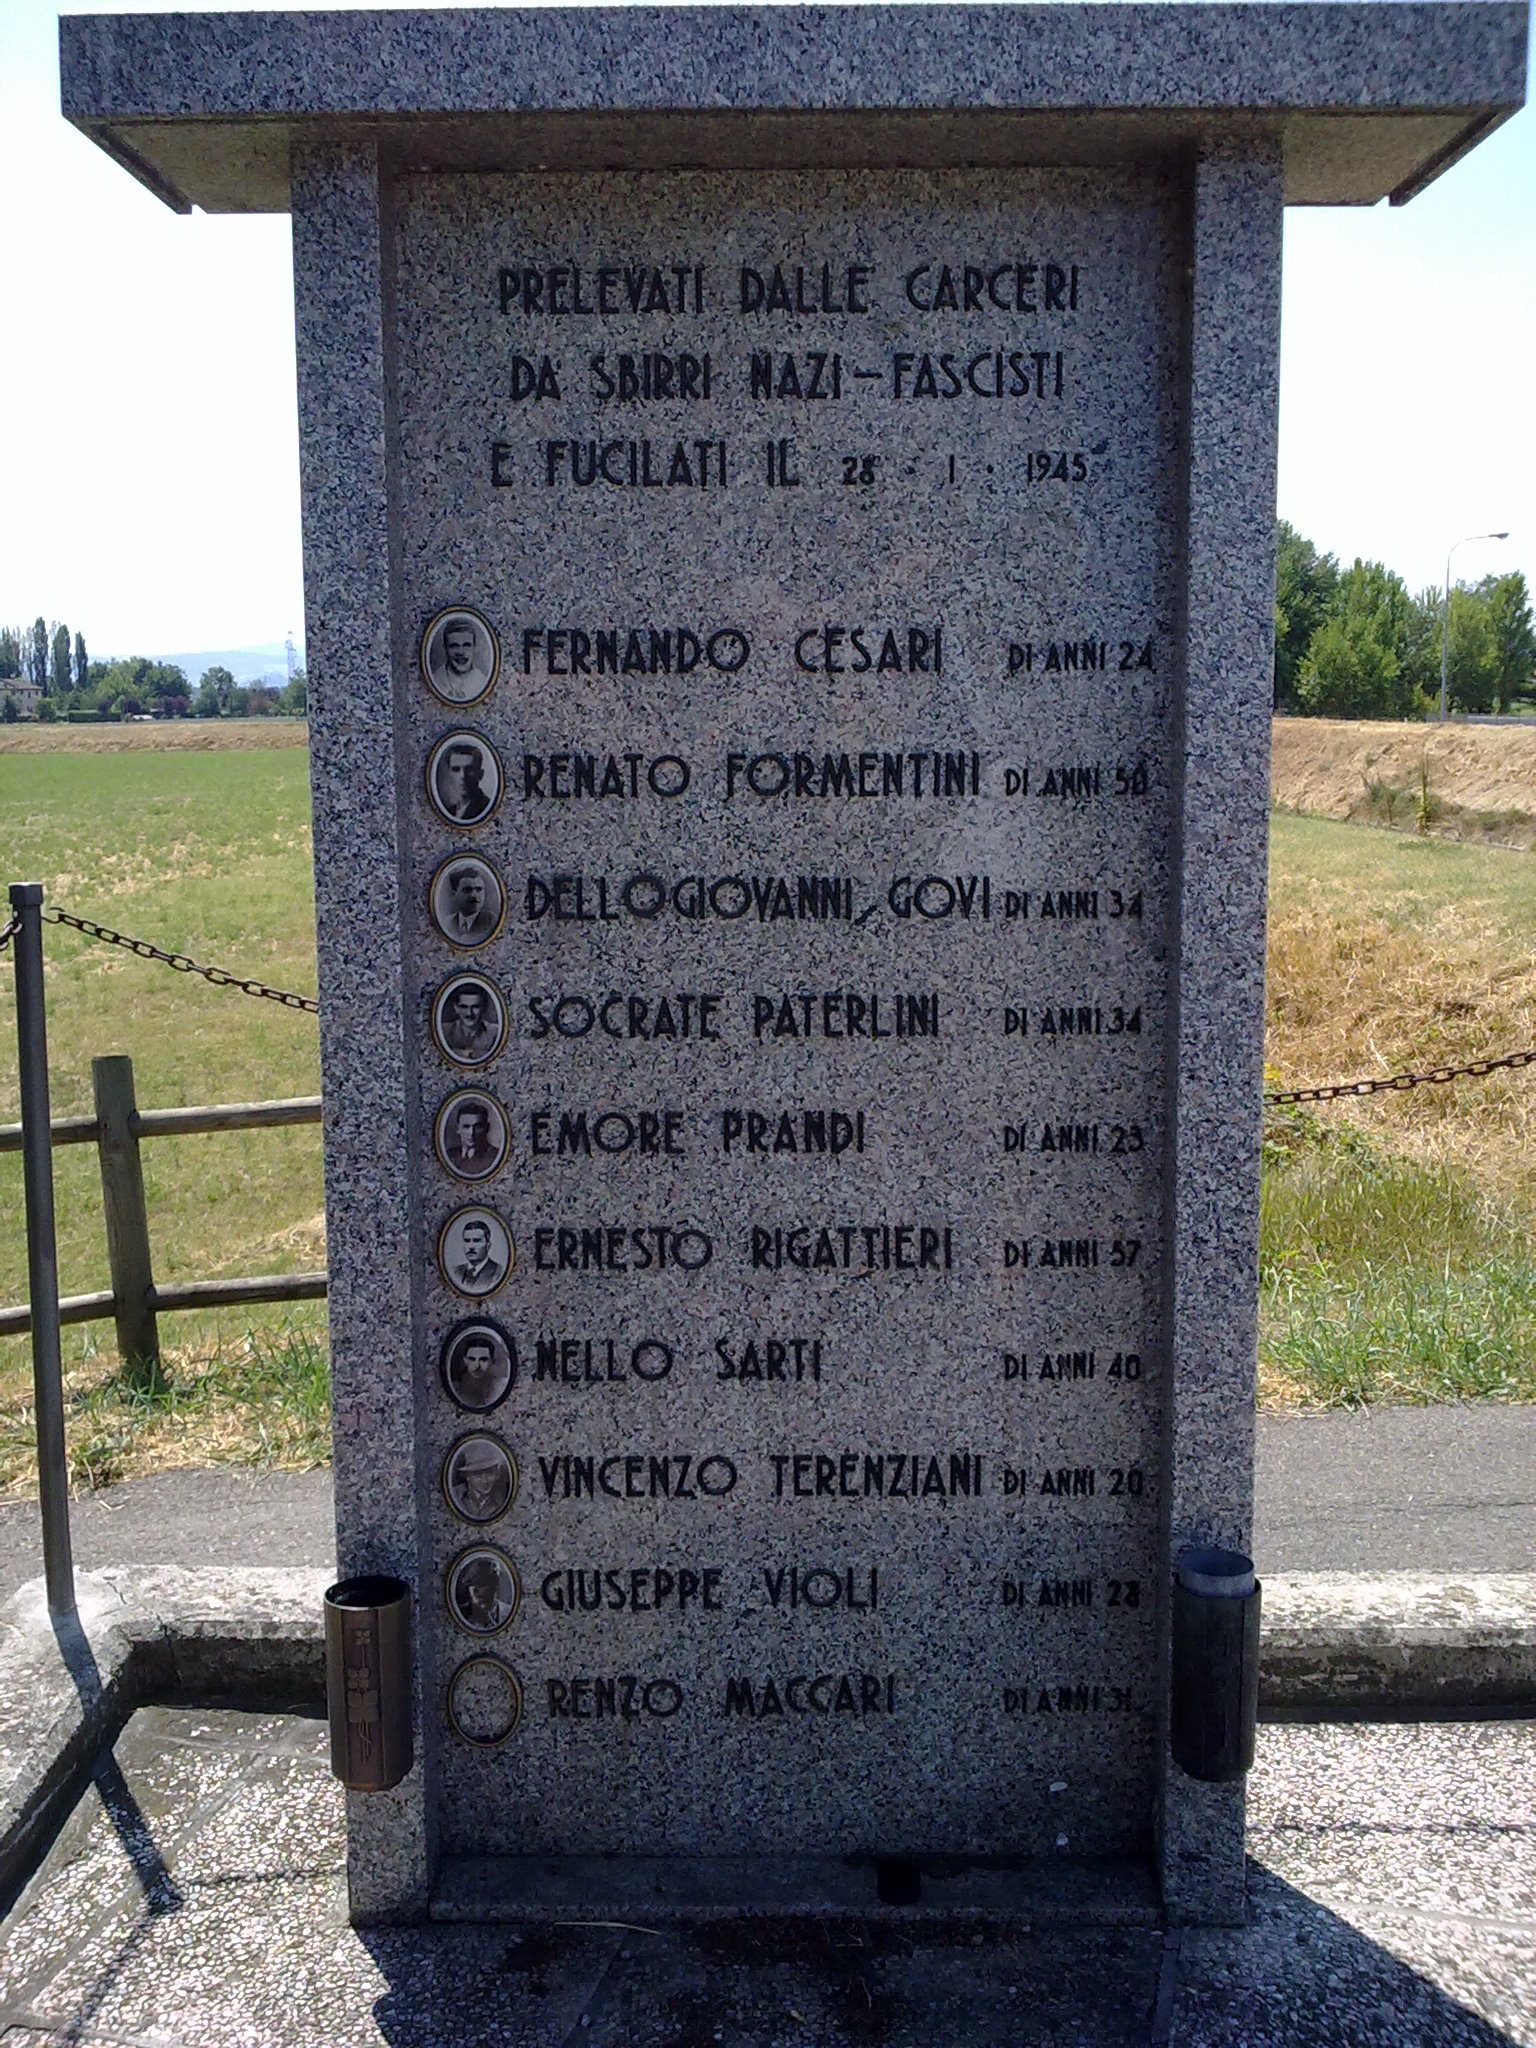 PRELEVATI DALLE CARCERI
DA SBIRRI NAZI-FASCISTI
E FUCILATI IL 28 · 1 · 1945
FERNANDO CESARI DI ANNI 24
RENATO FORMENTINI DI ANNI 50
DELLOGIOVANNI, GOVI DI ANNI 34
SOCRATE PATERLINI DI ANNI 34
EMORE PRANDI DI ANNI 23
ERNESTO RIGATTIERI DI ANNI 57
NELLO SARTI DI ANNI 40
VINCENZO TERENZIANI DI ANNI 20
GIUSEPPE VIOLI DI ANNI 28
RENZO MACCARI DI ANNI 31